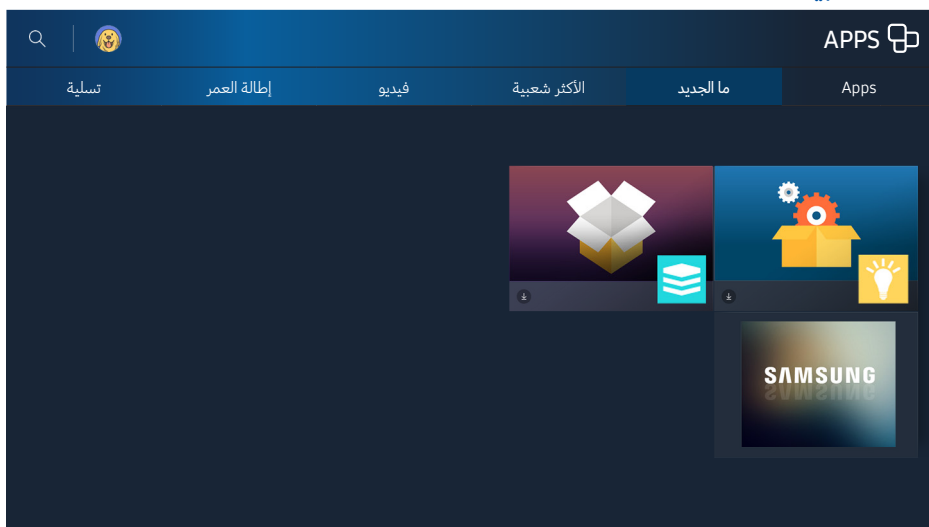 APPS
Apps
ما الجديد
الأكثر شعبية
فيديو
إطالة العمر
تسلية
SAMSUNG